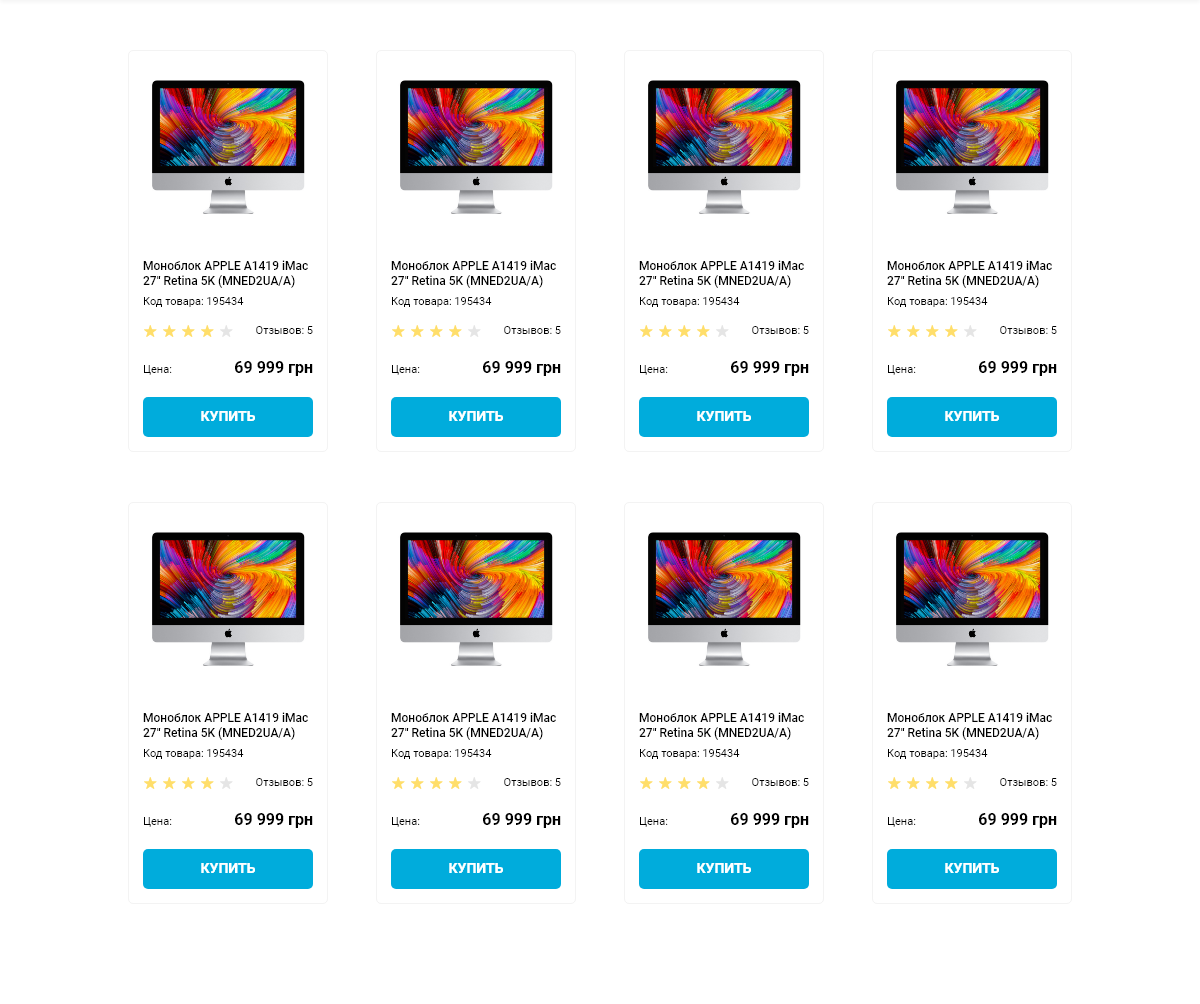 Моноблок APPLE A1419 iMac
27" Retina 5K (MNED2UA/A)
Код товара: 195434
Отзывов: 5
Цена: 69 999 грн
КУПИТЬ
Моноблок APPLE A1419 iMac
27" Retina 5K (MNED2UA/A)
Код товара: 195434
Отзывов: 5
Цена: 69 999 грн
КУПИТЬ
Моноблок APPLE A1419 iMac
27" Retina 5K (MNED2UA/A)
Код товара: 195434
Отзывов: 5
Цена: 69 999 грн
КУПИТЬ
Моноблок APPLE A1419 iMac
27" Retina 5K (MNED2UA/A)
Код товара: 195434
Отзывов: 5
Цена: 69 999 грн
КУПИТЬ
Моноблок APPLE A1419 iMac
27" Retina 5K (MNED2UA/A)
Код товара: 195434
Отзывов: 5
Цена: 69 999 грн
КУПИТЬ
Моноблок APPLE A1419 iMac
27" Retina 5K (MNED2UA/A)
Код товара: 195434
Отзывов: 5
Цена: 69 999 грн
КУПИТЬ
Моноблок APPLE A1419 iMac
27" Retina 5K (MNED2UA/A)
Код товара: 195434
Отзывов: 5
Цена: 69 999 грн
КУПИТЬ
Моноблок APPLE A1419 iMac
27" Retina 5K (MNED2UA/A)
Код товара: 195434
Отзывов: 5
Цена: 69 999 грн
КУПИТЬ